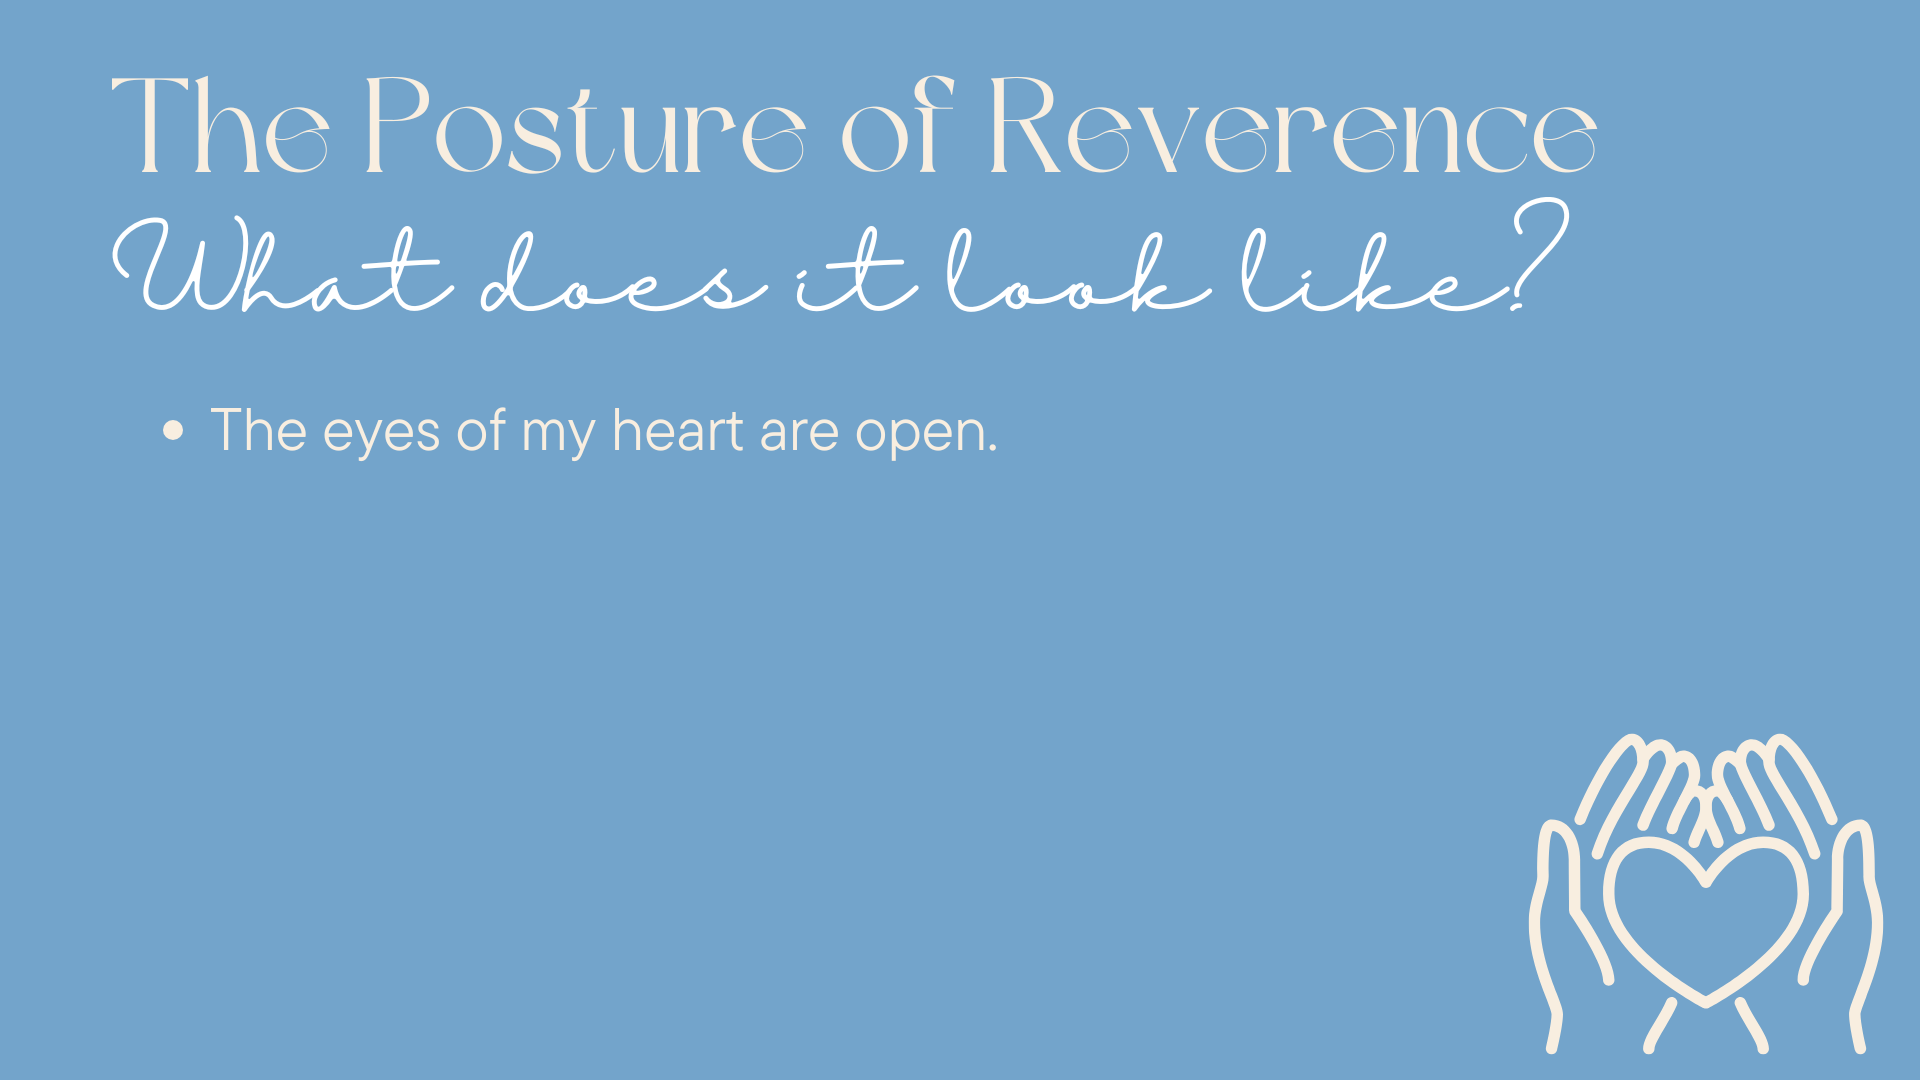 The Posture of Reverence
What does it look like?
• The eyes of my heart are open.